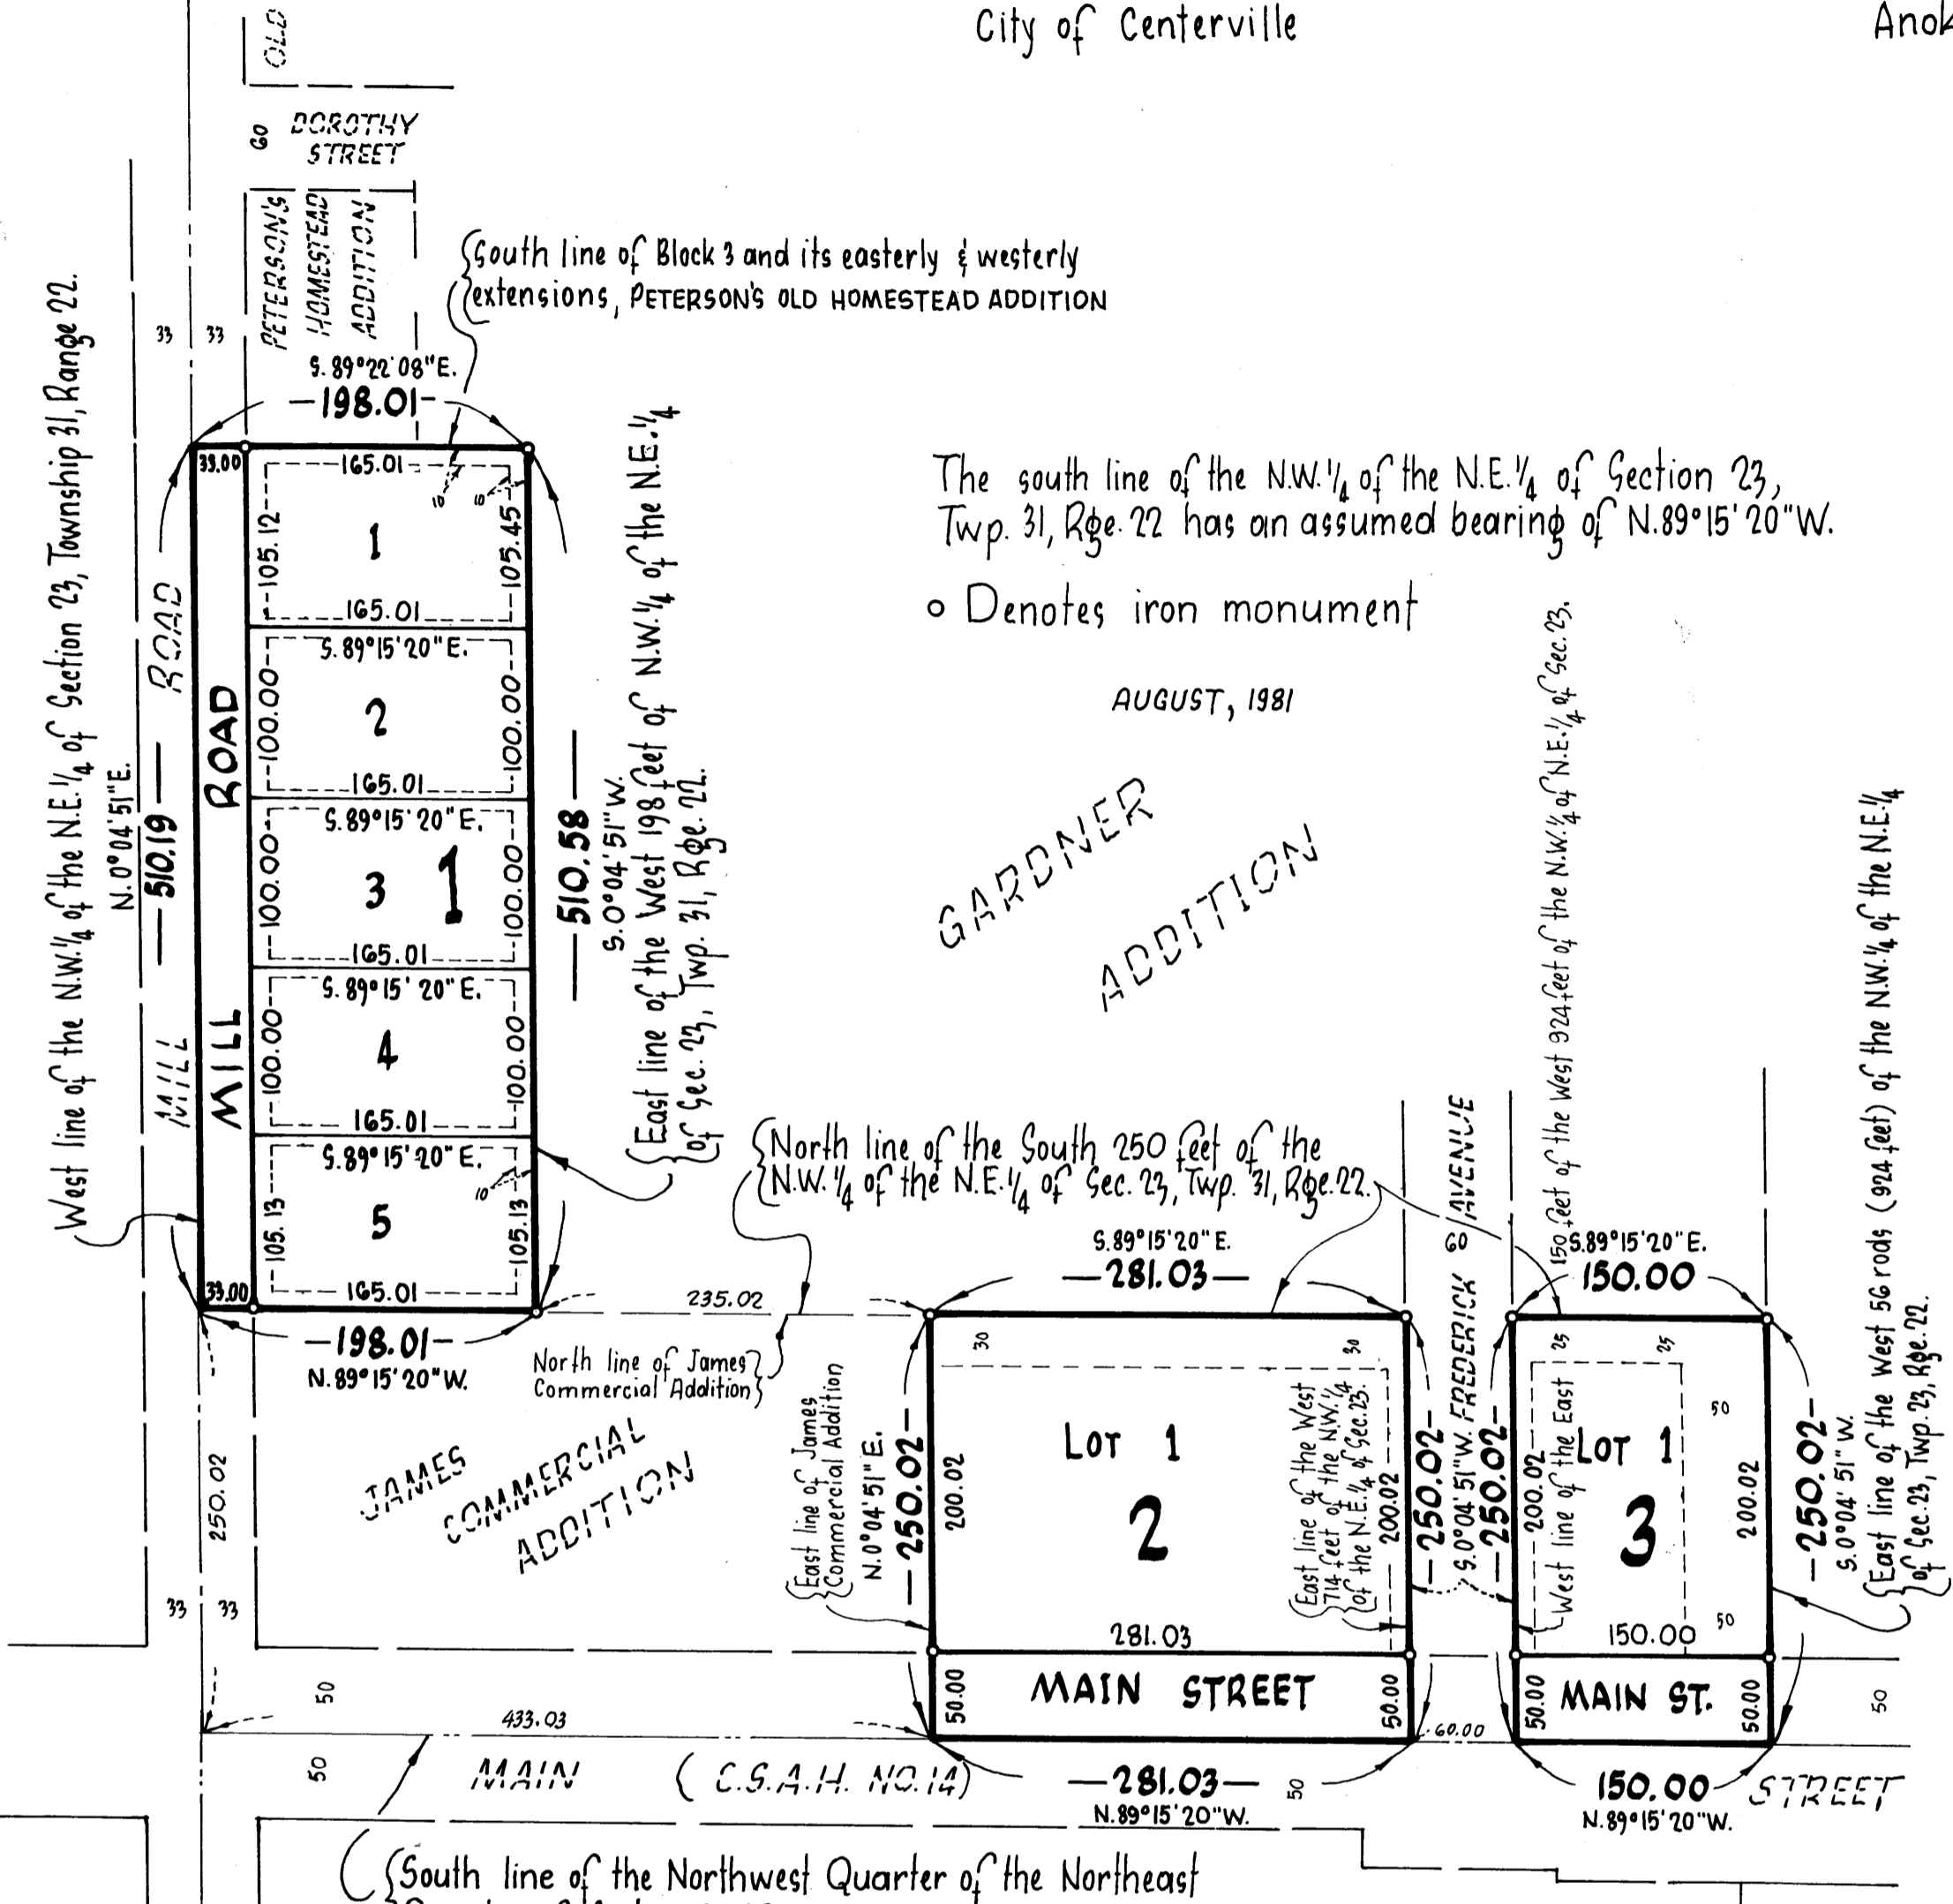 City of Centerville
OLD
60
DOROTHY
STREET
PETERSON'S
HOMESTEAD
ADDITION
South line of Block 3 and its easterly & westerly
extensions, PETERSON'S OLD HOMESTEAD ADDITION
33
33
S.89°22'08"E.
198.01
West line of the N.W.1/4 of the N.E.1/4 of Section 23, Township 31, Range 22.
N.0°04'51"E.
510.19
MILL ROAD
MILL ROAD
33.00
165.01
10
10
105.12
1
105.45
165.01
S.89°15'20"E.
100.00
2
100.00
165.01
S.89°15'20"E.
100.00
3
1
100.00
165.01
S.89°15'20"E.
100.00
4
100.00
165.01
S.89°15'20"E.
10
105.13
5
105.13
33.00
165.01
198.01
N.89°15'20"W.
510.58
S.0°04'51"W.
East line of the West 198 feet of N.W.1/4 of the N.E.1/4
of Sec. 23, Twp. 31, Rge. 22.
The south line of the N.W.1/4 of the N.E.1/4 of Section 23,
Twp. 31, Rge. 22 has an assumed bearing of N.89°15'20"W.
o Denotes iron monument
AUGUST, 1981
GARDNER
ADDITION
North line of the South 250 feet of the
N.W.1/4 of the N.E.1/4 of Sec. 23, Twp. 31, Rge. 22.
235.02
North line of James
Commercial Addition
JAMES
COMMERCIAL
ADDITION
250.02
33
33
East line of James
Commercial Addition
N.0°04'51"E.
250.02
S.89°15'20"E.
281.03
30
30
LOT 1
2
200.02
East line of the West
714 feet of the N.W.1/4
of the N.E.1/4 of Sec. 23.
200.02
281.03
50.00
MAIN STREET
50.00
281.03
N.89°15'20"W.
250.02
S.0°04'51"W.
FREDERICK AVENUE
60
250.02
West line of the East 150 feet of the West 924 feet of the N.W.1/4 of N.E.1/4 of Sec. 23.
S.89°15'20"E.
150.00
25
25
50
LOT 1
3
200.02
200.02
50
150.00
50.00
MAIN ST.
50.00
150.00
N.89°15'20"W.
250.02
S.0°04'51"W.
East line of the West 56 rods (924 feet) of the N.W.1/4 of the N.E.1/4
of Sec. 23, Twp. 23, Rge. 22.
50
433.03
60.00
50
50
MAIN (C.S.A.H. NO.14) STREET
50
South line of the Northwest Quarter of the Northeast